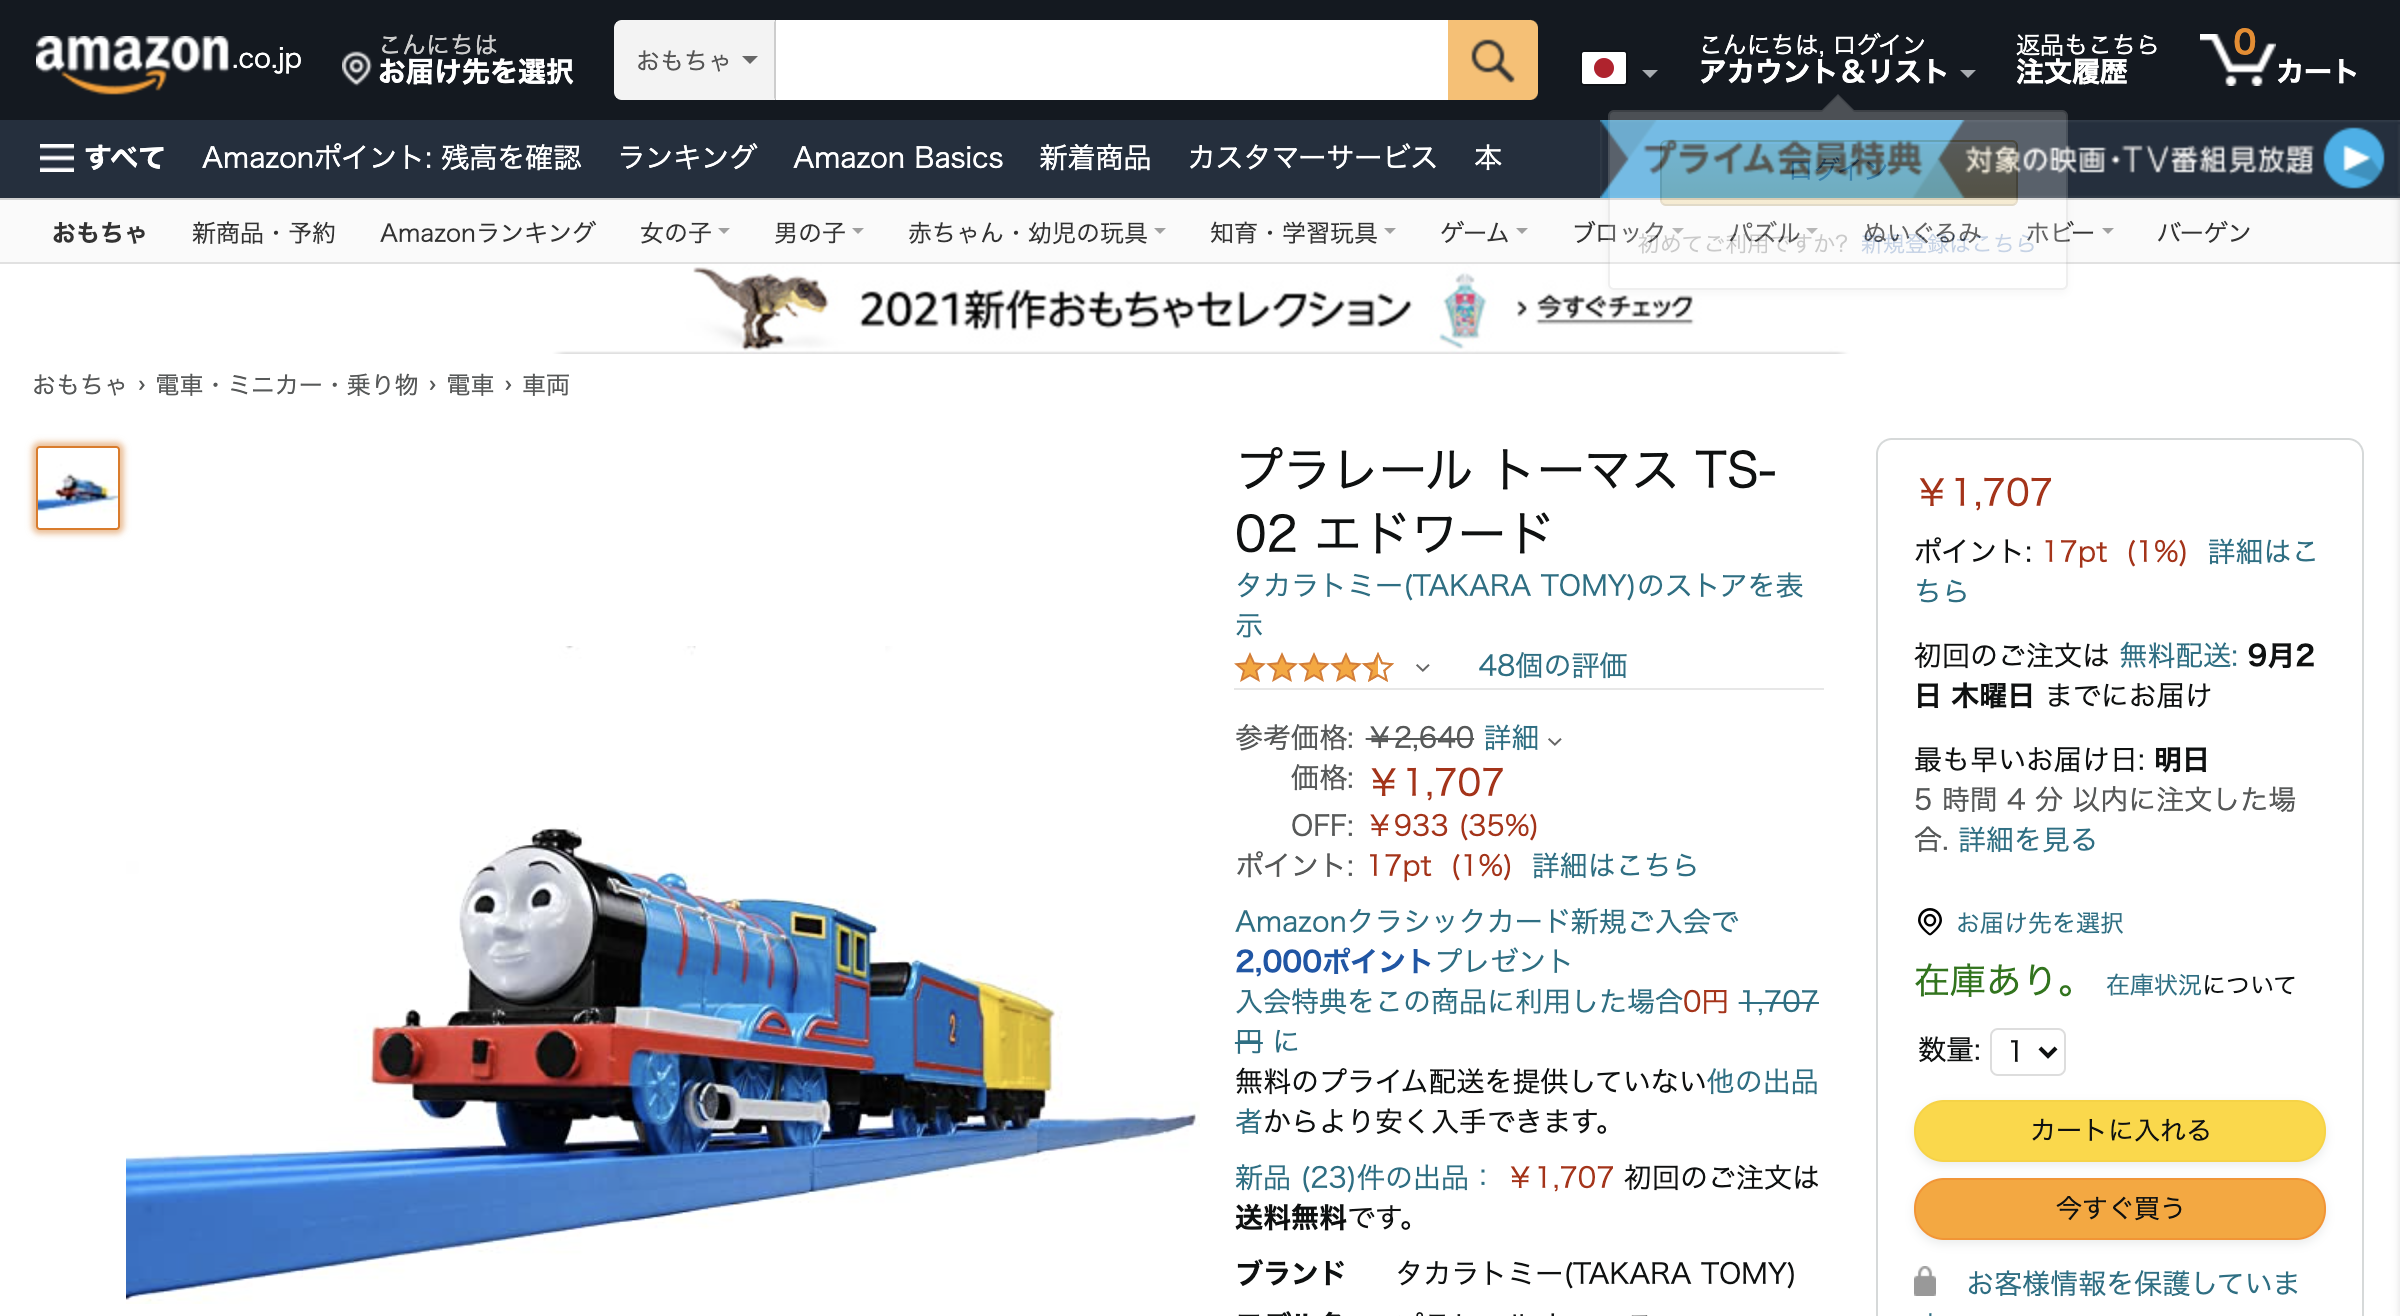 amazon.co.jp
こんにちは
お届け先を選択
おもちゃ
こんにちは, ログイン
アカウント＆リスト
返品もこちら
注文履歴
0
カート
すべて
Amazonポイント: 残高を確認
ランキング
Amazon Basics
新着商品
カスタマーサービス
本
プライム会員特典
対象の映画・TV番組見放題
ログイン
おもちゃ
新商品・予約
Amazonランキング
女の子
男の子
赤ちゃん・幼児の玩具
知育・学習玩具
ゲーム
ブロック
パズル
ぬいぐるみ
ホビー
バーゲン
初めてご利用ですか? 新規登録はこちら
2021新作おもちゃセレクション
› 今すぐチェック
おもちゃ › 電車・ミニカー・乗り物 › 電車 › 車両
プラレール トーマス TS-
02 エドワード
タカラトミー(TAKARA TOMY)のストアを表
示
48個の評価
参考価格: ￥2,640 詳細
価格: ￥1,707
OFF: ￥933 (35%)
ポイント: 17pt (1%) 詳細はこちら
Amazonクラシックカード新規ご入会で
2,000ポイントプレゼント
入会特典をこの商品に利用した場合0円 1,707
円 に
無料のプライム配送を提供していない他の出品
者からより安く入手できます。
新品 (23)件の出品： ￥1,707 初回のご注文は
送料無料です。
ブランド タカラトミー(TAKARA TOMY)
2
￥1,707
ポイント: 17pt (1%) 詳細はこ
ちら
初回のご注文は 無料配送: 9月2
日 木曜日 までにお届け
最も早いお届け日: 明日
5 時間 4 分 以内に注文した場
合. 詳細を見る
お届け先を選択
在庫あり。 在庫状況について
数量: 1
カートに入れる
今すぐ買う
お客様情報を保護していま